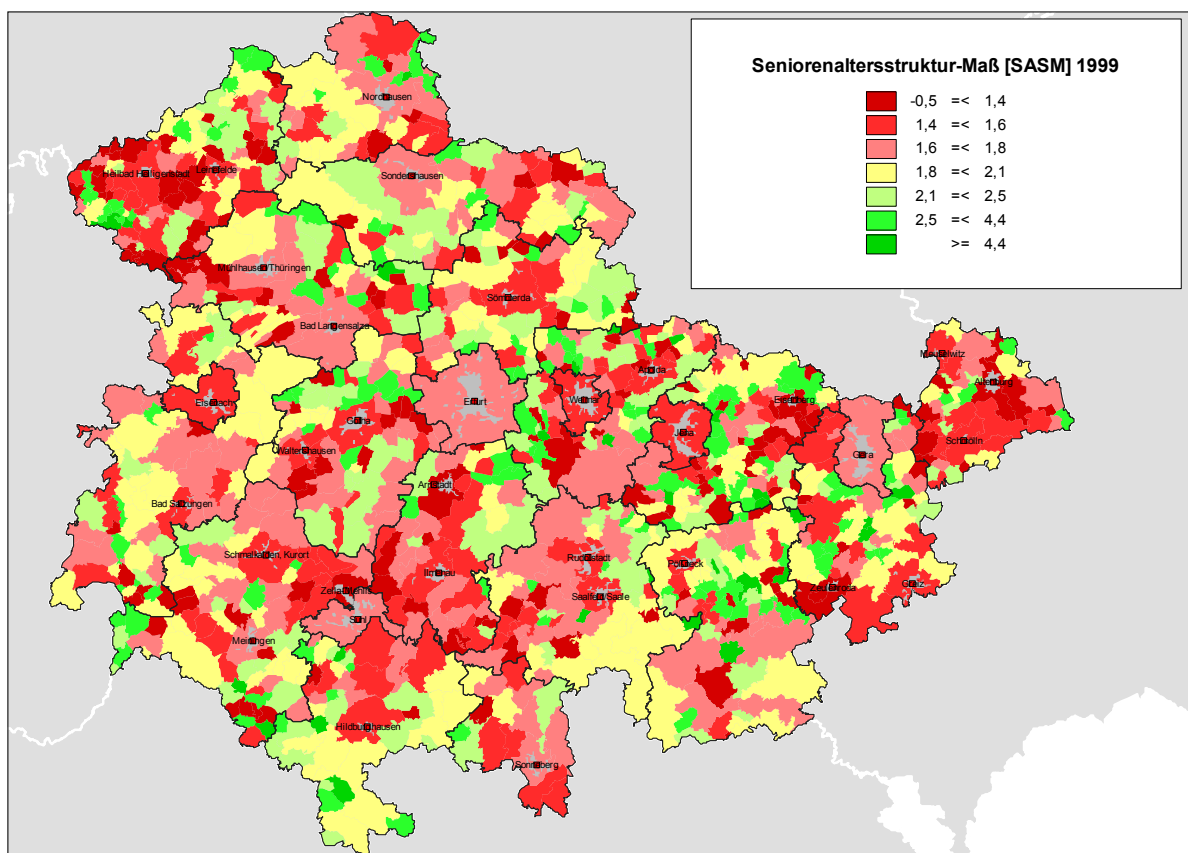 Seniorenaltersstruktur-Maß [SASM] 1999
-0,5 =< 1,4
1,4 =< 1,6
1,6 =< 1,8
1,8 =< 2,1
2,1 =< 2,5
2,5 =< 4,4
>= 4,4
Nordhausen
Heilbad Heiligenstadt
Leinefelde
Sondershausen
Mühlhausen/Thüringen
Sömmerda
Bad Langensalza
Meuselwitz
Altenburg
Apolda
Eisenach
Erfurt
Weimar
Eisenberg
Gotha
Jena
Schmölln
Waltershausen
Gera
Arnstadt
Bad Salzungen
Schmalkalden, Kurort
Rudolstadt
Pößneck
Ilmenau
Zella-Mehlis
Saalfeld/Saale
Zeulenroda
Greiz
Suhl
Meiningen
Hildburghausen
Sonneberg